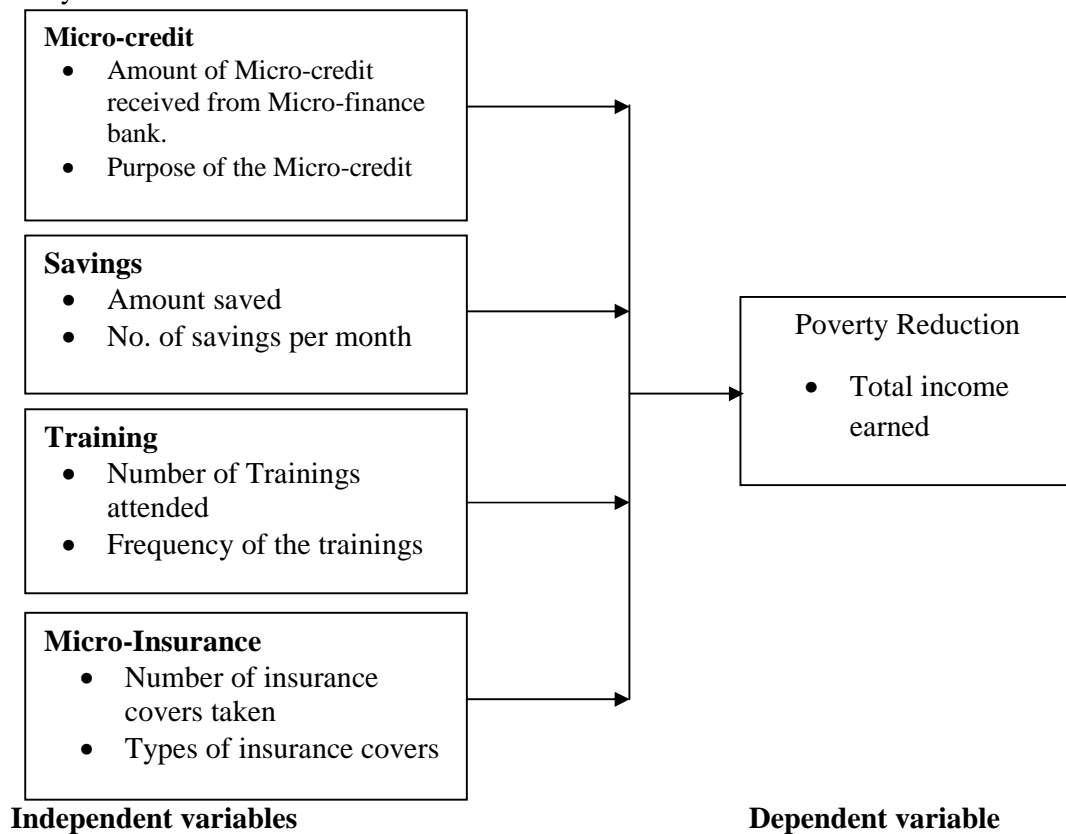 Micro-credit
• Amount of Micro-credit
received from Micro-finance
bank.
• Purpose of the Micro-credit
Savings
• Amount saved
• No. of savings per month
Training
• Number of Trainings
attended
• Frequency of the trainings
Micro-Insurance
• Number of insurance
covers taken
• Types of insurance covers
Poverty Reduction
• Total income
earned
Independent variables
Dependent variable